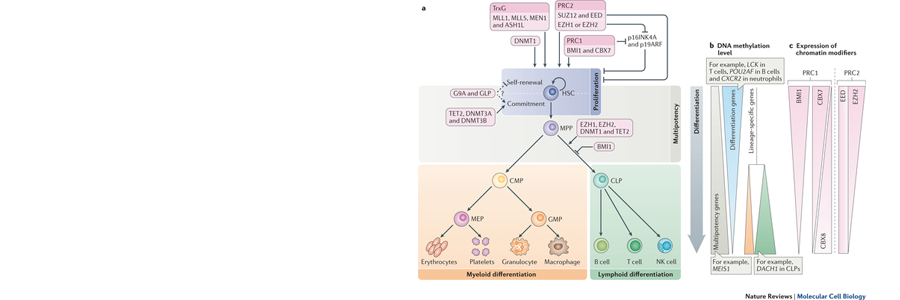 a
TrxG
MLL1, MLL5, MEN1
and ASH1L
PRC2
SUZ12 and EED
EZH1 or EZH2
DNMT1
PRC1
BMI1 and CBX7
p16INK4A
and p19ARF
Self-renewal
HSC
Commitment
Proliferation
G9A and GLP
TET2, DNMT3A
and DNMT3B
MPP
EZH1, EZH2,
DNMT1 and TET2
BMI1
Multipotency
CMP
CLP
MEP
GMP
Erythrocytes
Platelets
Granulocyte
Macrophage
B cell
T cell
NK cell
Myeloid differentiation
Lymphoid differentiation
Differentiation
b DNA methylation
level
For example, LCK in
T cells, POU2AF in B cells
and CXCR2 in neutrophils
Multipotency genes
Differentiation genes
Lineage-specific genes
For example,
MEIS1
For example,
DACH1 in CLPs
c Expression of
chromatin modifiers
PRC1
PRC2
BMI1
CBX7
CBX8
EED
EZH2
Nature Reviews | Molecular Cell Biology